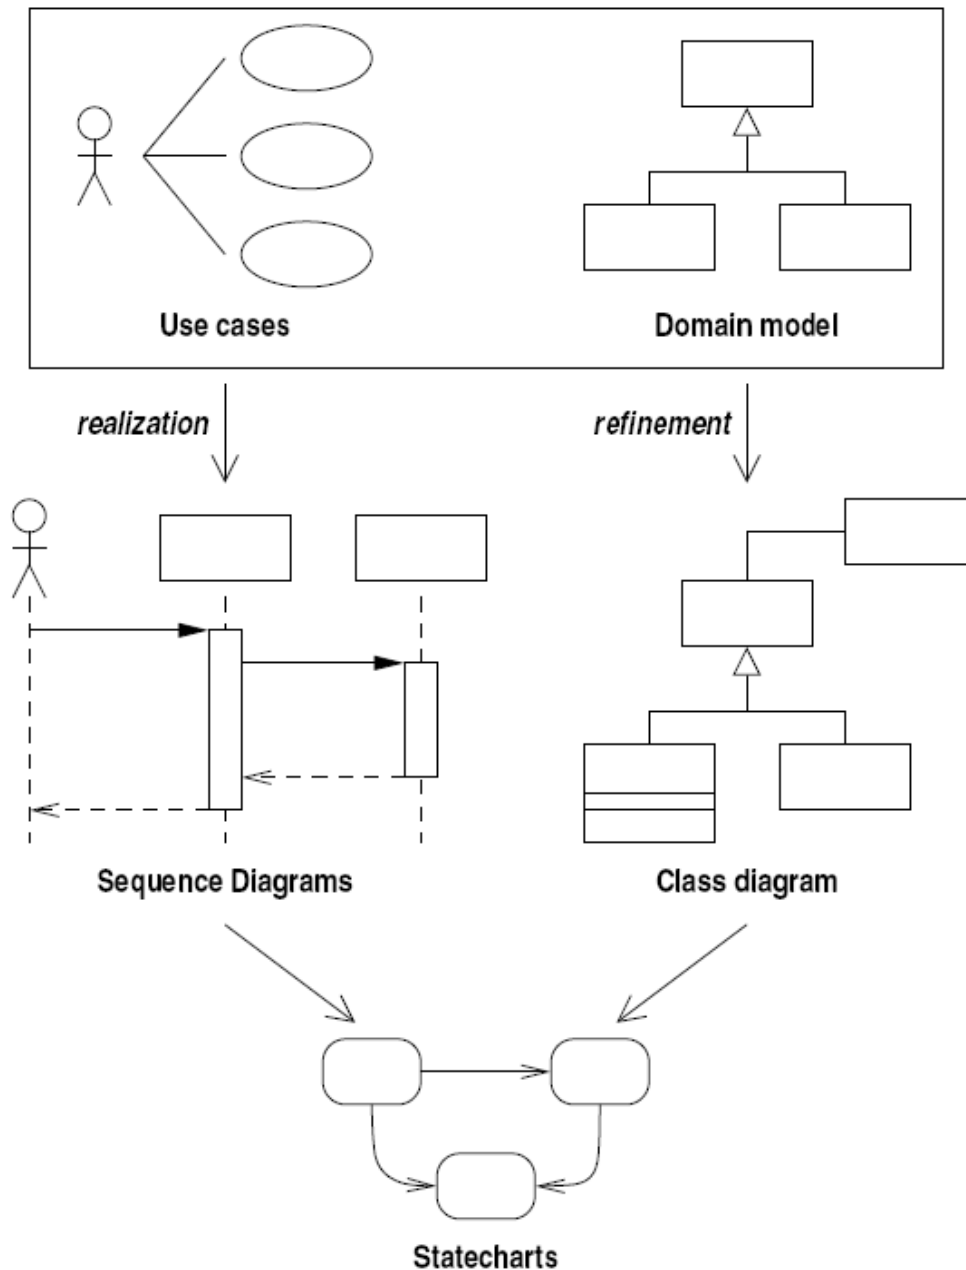 Use cases
Domain model
realization
refinement
Sequence Diagrams
Class diagram
Statecharts